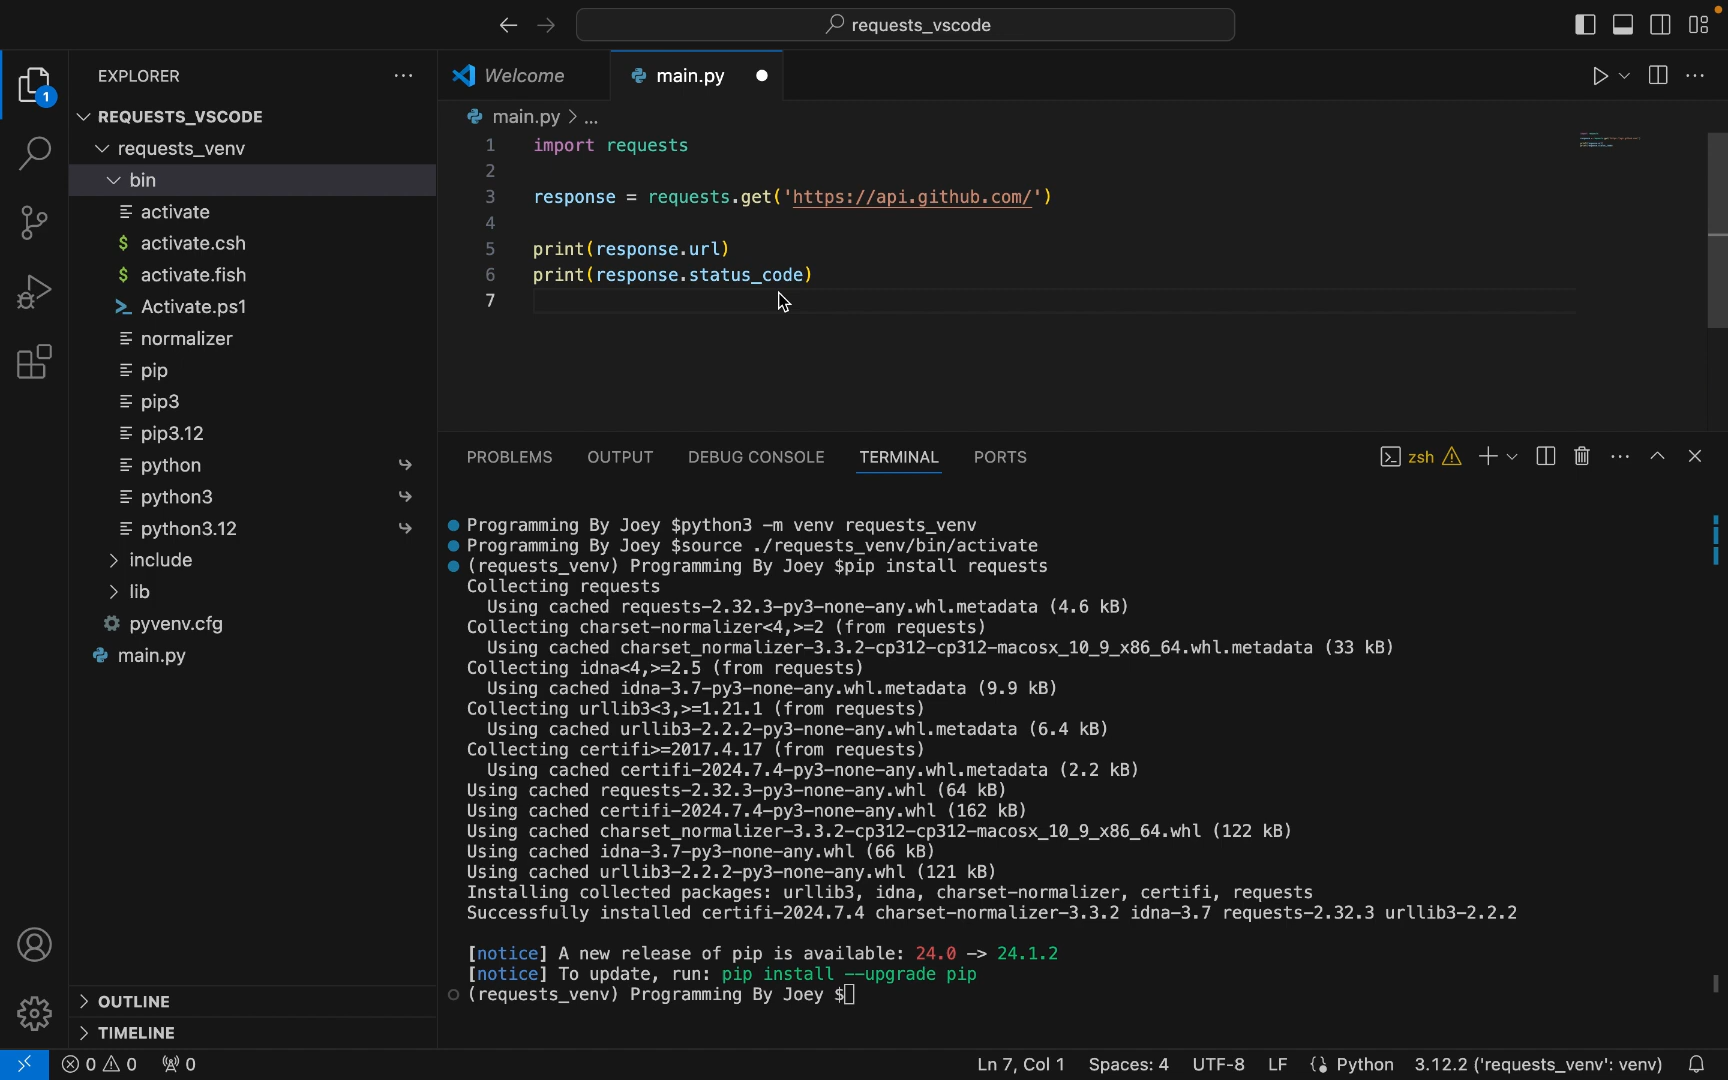 requests_vscode
EXPLORER
REQUESTS_VSCODE
requests_venv
bin
activate
activate.csh
activate.fish
Activate.ps1
normalizer
pip
pip3
pip3.12
python
python3
python3.12
include
lib
pyvenv.cfg
main.py
OUTLINE
TIMELINE
1
Welcome
main.py
main.py > ...
1 import requests
2
3 response = requests.get('https://api.github.com/')
4
5 print(response.url)
6 print(response.status_code)
7
PROBLEMS OUTPUT DEBUG CONSOLE TERMINAL PORTS
zsh
Programming By Joey $python3 -m venv requests_venv
Programming By Joey $source ./requests_venv/bin/activate
(requests_venv) Programming By Joey $pip install requests
Collecting requests
Using cached requests-2.32.3-py3-none-any.whl.metadata (4.6 kB)
Collecting charset-normalizer<4,>=2 (from requests)
Using cached charset_normalizer-3.3.2-cp312-cp312-macosx_10_9_x86_64.whl.metadata (33 kB)
Collecting idna<4,>=2.5 (from requests)
Using cached idna-3.7-py3-none-any.whl.metadata (9.9 kB)
Collecting urllib3<3,>=1.21.1 (from requests)
Using cached urllib3-2.2.2-py3-none-any.whl.metadata (6.4 kB)
Collecting certifi>=2017.4.17 (from requests)
Using cached certifi-2024.7.4-py3-none-any.whl.metadata (2.2 kB)
Using cached requests-2.32.3-py3-none-any.whl (64 kB)
Using cached certifi-2024.7.4-py3-none-any.whl (162 kB)
Using cached charset_normalizer-3.3.2-cp312-cp312-macosx_10_9_x86_64.whl (122 kB)
Using cached idna-3.7-py3-none-any.whl (66 kB)
Using cached urllib3-2.2.2-py3-none-any.whl (121 kB)
Installing collected packages: urllib3, idna, charset-normalizer, certifi, requests
Successfully installed certifi-2024.7.4 charset-normalizer-3.3.2 idna-3.7 requests-2.32.3 urllib3-2.2.2
[notice] A new release of pip is available: 24.0 -> 24.1.2
[notice] To update, run: pip install --upgrade pip
(requests_venv) Programming By Joey $
0 0 0 Ln 7, Col 1 Spaces: 4 UTF-8 LF Python 3.12.2 ('requests_venv': venv)